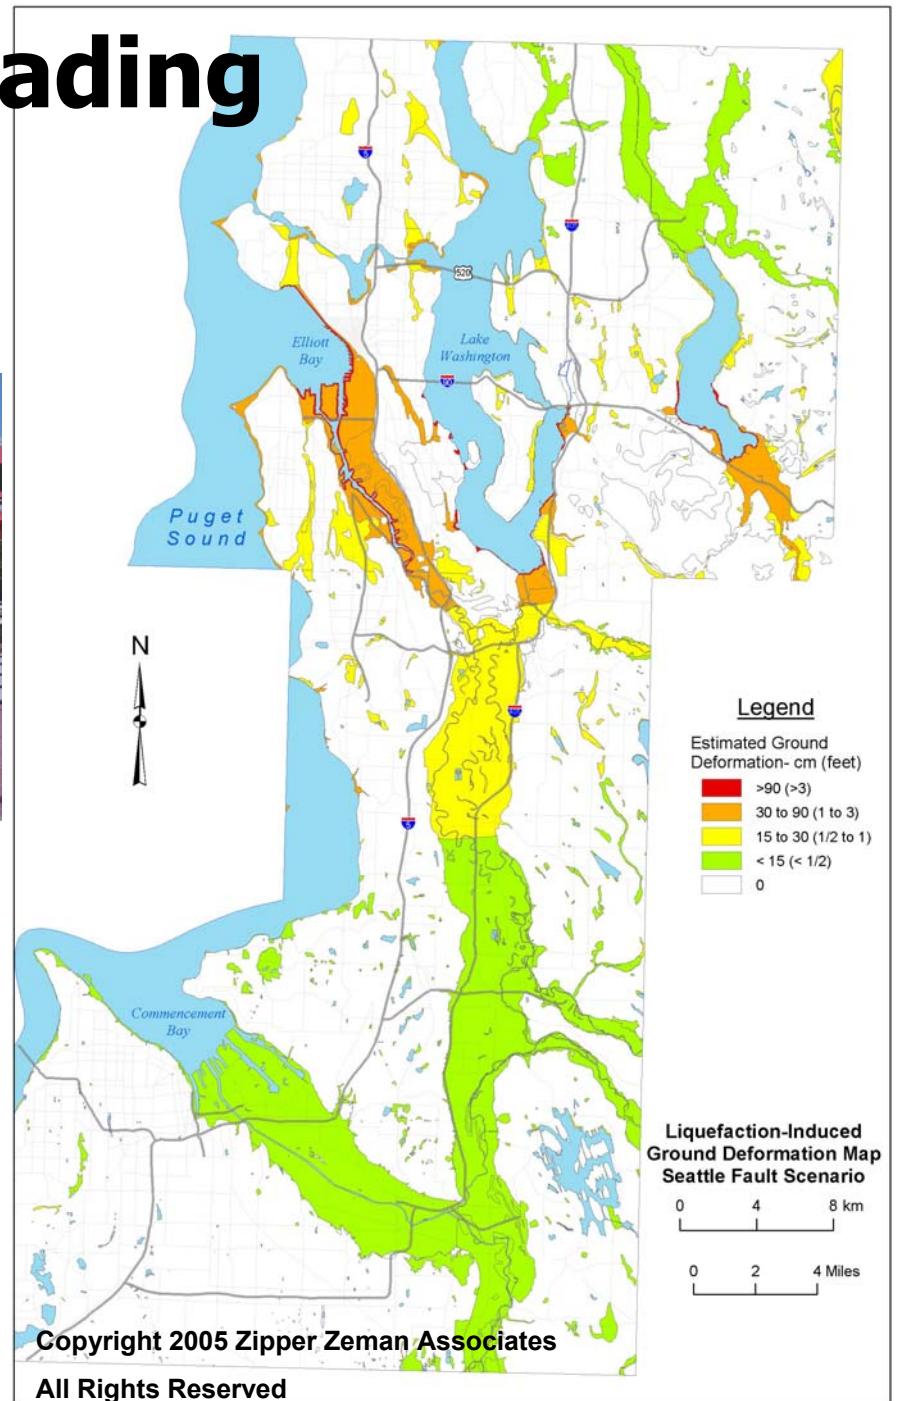 ading
5
520
Elliott
Bay
Lake
Washington
90
Puget
Sound
N
Legend
Estimated Ground
Deformation- cm (feet)
>90 (>3)
30 to 90 (1 to 3)
15 to 30 (1/2 to 1)
< 15 (< 1/2)
0
5
Commencement
Bay
Liquefaction-Induced
Ground Deformation Map
Seattle Fault Scenario
0 4 8 km
0 2 4 Miles
Copyright 2005 Zipper Zeman Associates
All Rights Reserved